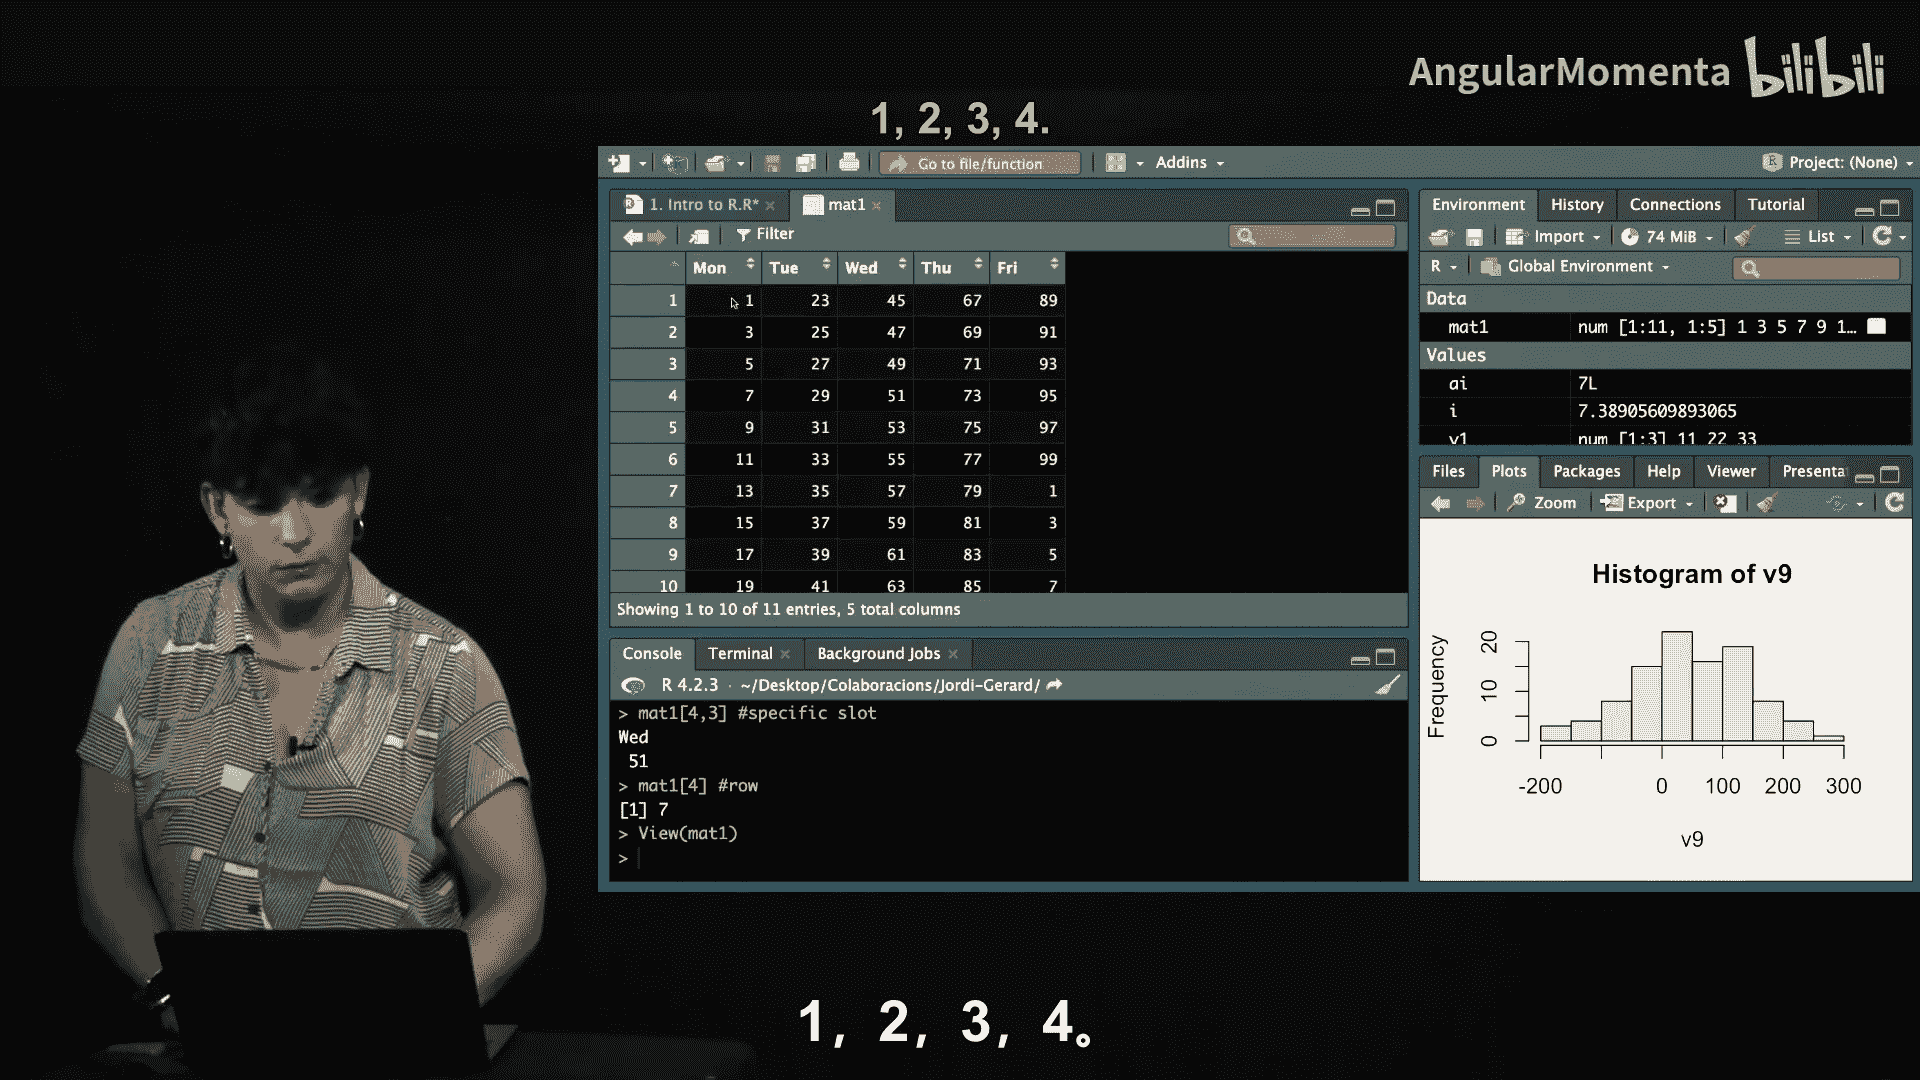 AngularMomenta bilibili
1, 2, 3, 4.
Go to file/function Addins Project: (None)
1. Intro to R.R* mat1
Filter
Mon Tue Wed Thu Fri
1 1 23 45 67 89
2 3 25 47 69 91
3 5 27 49 71 93
4 7 29 51 73 95
5 9 31 53 75 97
6 11 33 55 77 99
7 13 35 57 79 1
8 15 37 59 81 3
9 17 39 61 83 5
10 19 41 63 85 7
Showing 1 to 10 of 11 entries, 5 total columns
Console Terminal Background Jobs
R 4.2.3 · ~/Desktop/Colaboracions/Jordi-Gerard/
> mat1[4,3] #specific slot
Wed
51
> mat1[4] #row
[1] 7
> View(mat1)
>
Environment History Connections Tutorial
Import 74 MiB List
R Global Environment
Data
mat1 num [1:11, 1:5] 1 3 5 7 9 1…
Values
ai 7L
i 7.38905609893065
v1 num [1:3] 11 22 33
Files Plots Packages Help Viewer Presenta
Zoom Export
Histogram of v9
Frequency
20
10
0
-200 0 100 200 300
v9
1, 2, 3, 4。